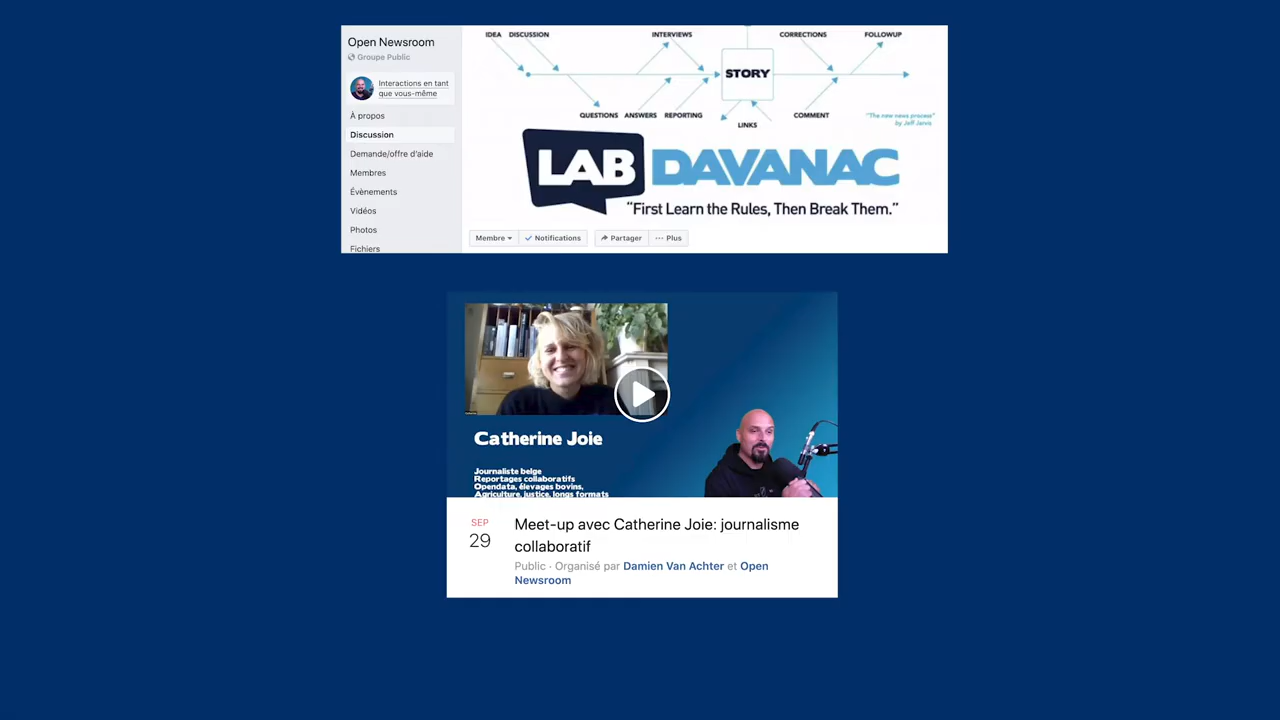 Open Newsroom
Groupe Public
Interactions en tant
que vous-même
À propos
Discussion
Demande/offre d'aide
Membres
Évènements
Vidéos
Photos
Fichiers
IDEA DISCUSSION INTERVIEWS CORRECTIONS FOLLOWUP
STORY
QUESTIONS ANSWERS REPORTING LINKS COMMENT
"The new news process"
by Jeff Jarvis
LAB DAVANAC
"First Learn the Rules, Then Break Them."
Membre Notifications Partager ··· Plus
Catherine Joie
Journaliste belge
Reportages collaboratifs
Opendata, élevages bovins,
Agriculture, justice, longs formats
SEP
29
Meet-up avec Catherine Joie: journalisme
collaboratif
Public · Organisé par Damien Van Achter et Open
Newsroom